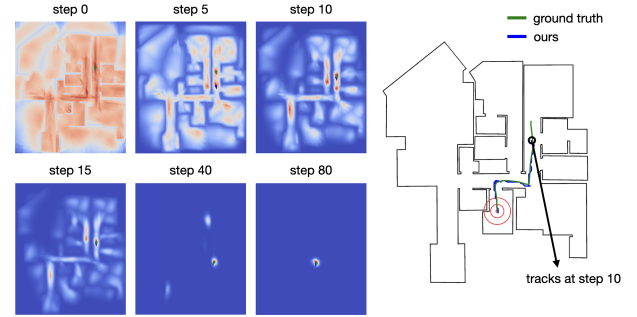 step 0
step 5
step 10
step 15
step 40
step 80
ground truth
ours
tracks at step 10